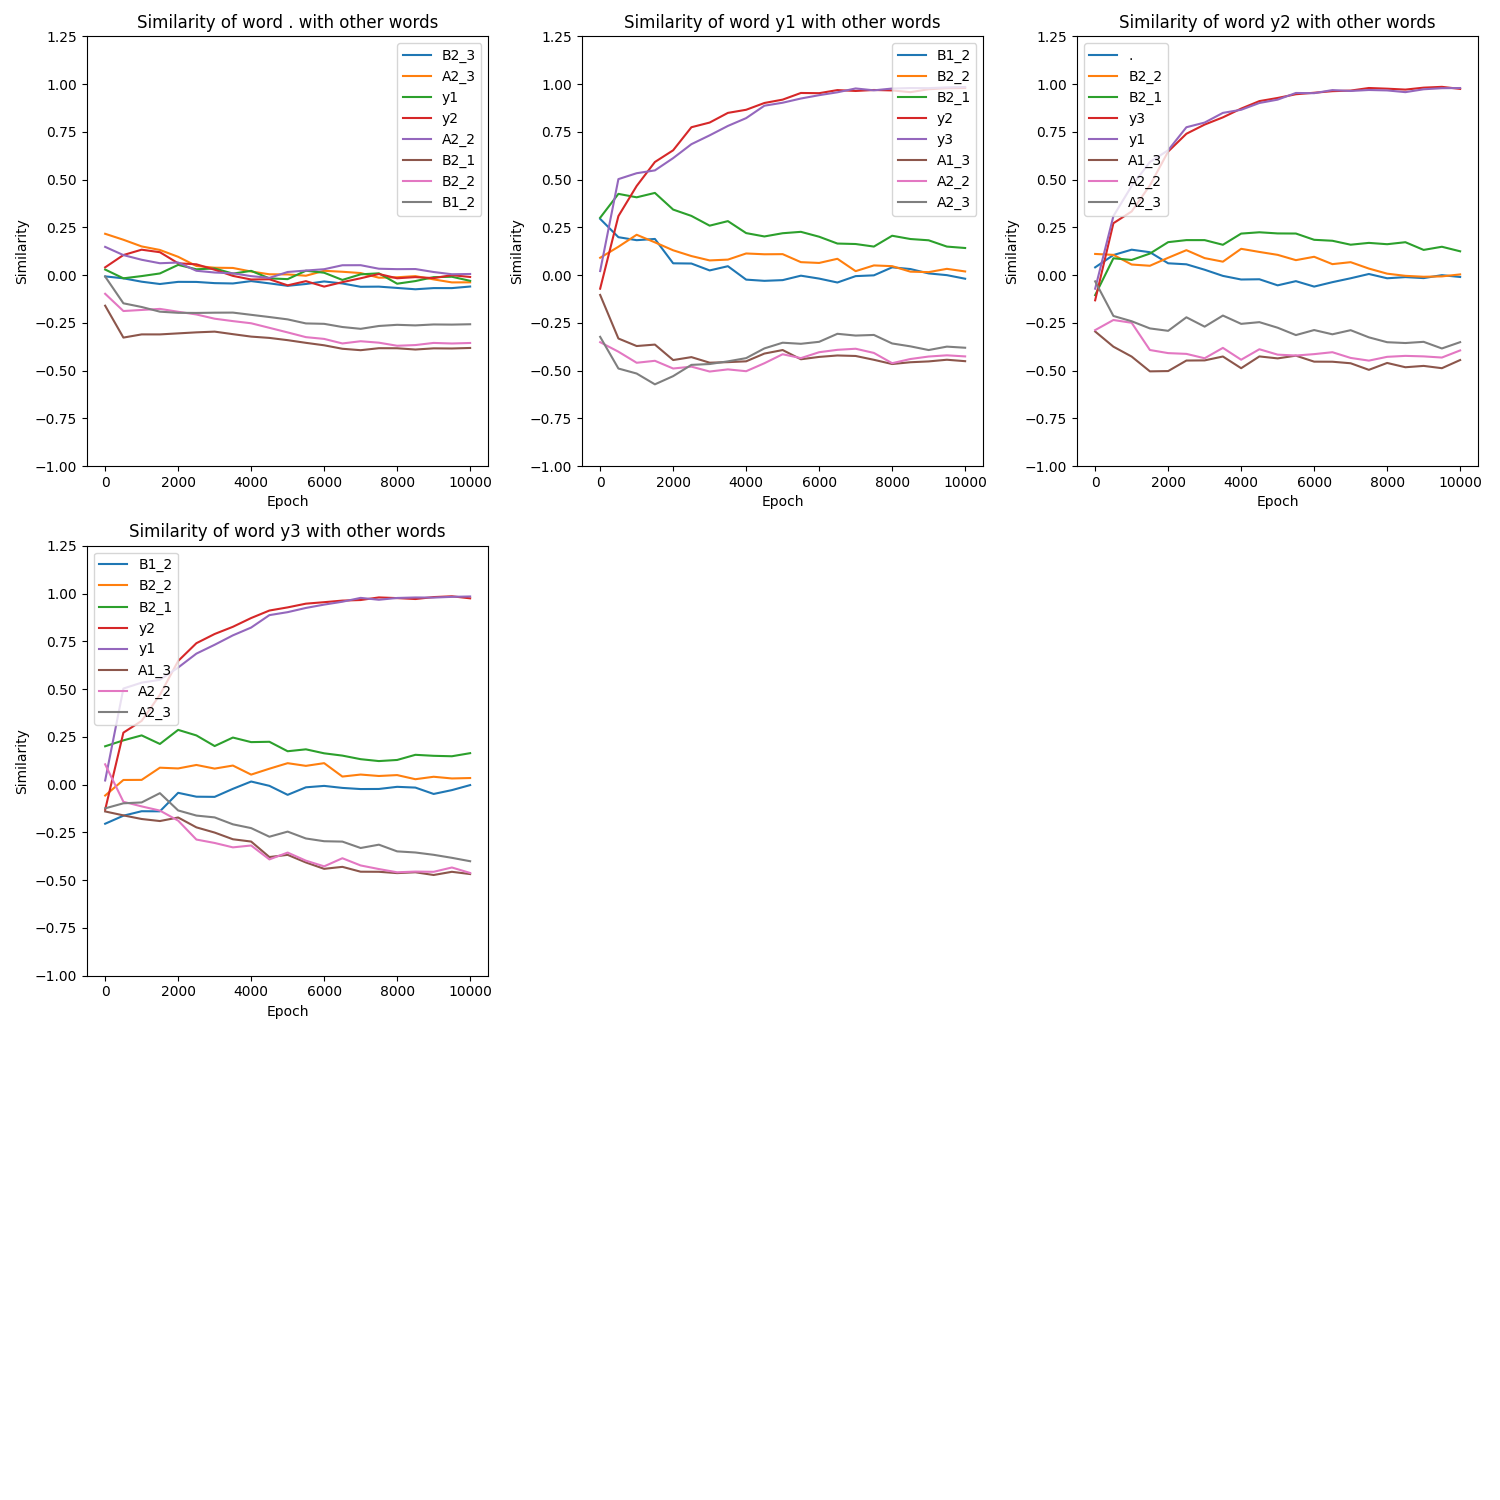 Similarity of word . with other words
1.25
1.00
0.75
0.50
0.25
0.00
−0.25
−0.50
−0.75
−1.00
Similarity
B2_3
A2_3
y1
y2
A2_2
B2_1
B2_2
B1_2
0 2000 4000 6000 8000 10000
Epoch
Similarity of word y1 with other words
1.25
1.00
0.75
0.50
0.25
0.00
−0.25
−0.50
−0.75
−1.00
Similarity
B1_2
B2_2
B2_1
y2
y3
A1_3
A2_2
A2_3
0 2000 4000 6000 8000 10000
Epoch
Similarity of word y2 with other words
1.25
1.00
0.75
0.50
0.25
0.00
−0.25
−0.50
−0.75
−1.00
Similarity
.
B2_2
B2_1
y3
y1
A1_3
A2_2
A2_3
0 2000 4000 6000 8000 10000
Epoch
Similarity of word y3 with other words
1.25
1.00
0.75
0.50
0.25
0.00
−0.25
−0.50
−0.75
−1.00
Similarity
B1_2
B2_2
B2_1
y2
y1
A1_3
A2_2
A2_3
0 2000 4000 6000 8000 10000
Epoch